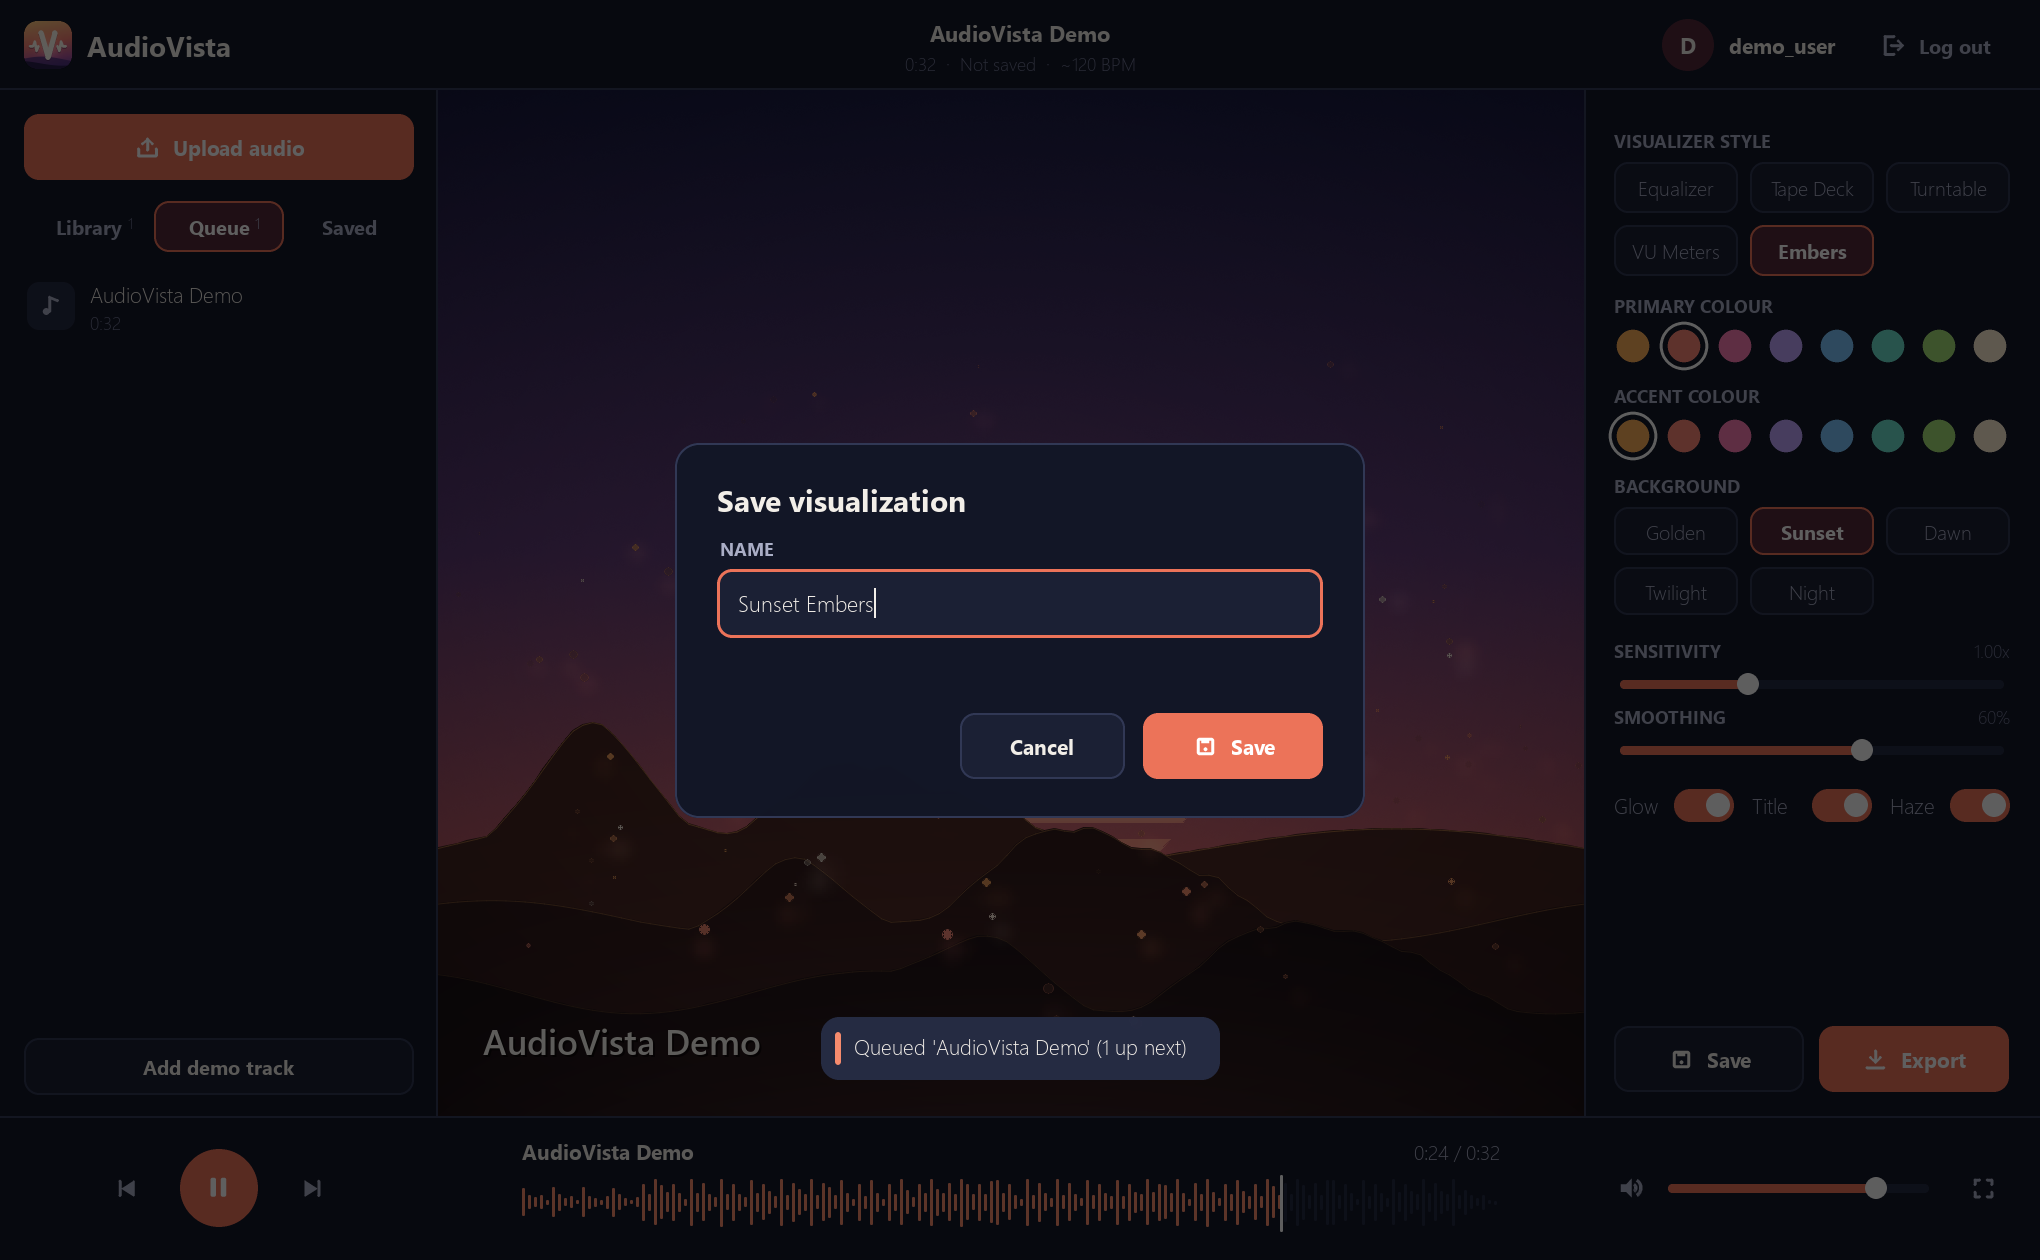 AudioVista
AudioVista Demo
0:32 · Not saved · ~120 BPM
D demo_user Log out
Upload audio
Library 1 Queue 1 Saved
AudioVista Demo
0:32
Add demo track
VISUALIZER STYLE
Equalizer Tape Deck Turntable
VU Meters Embers
PRIMARY COLOUR
ACCENT COLOUR
BACKGROUND
Golden Sunset Dawn
Twilight Night
SENSITIVITY 1.00x
SMOOTHING 60%
Glow Title Haze
Save Export
Save visualization
NAME
Sunset Embers
Cancel Save
AudioVista Demo
Queued 'AudioVista Demo' (1 up next)
AudioVista Demo 0:24 / 0:32